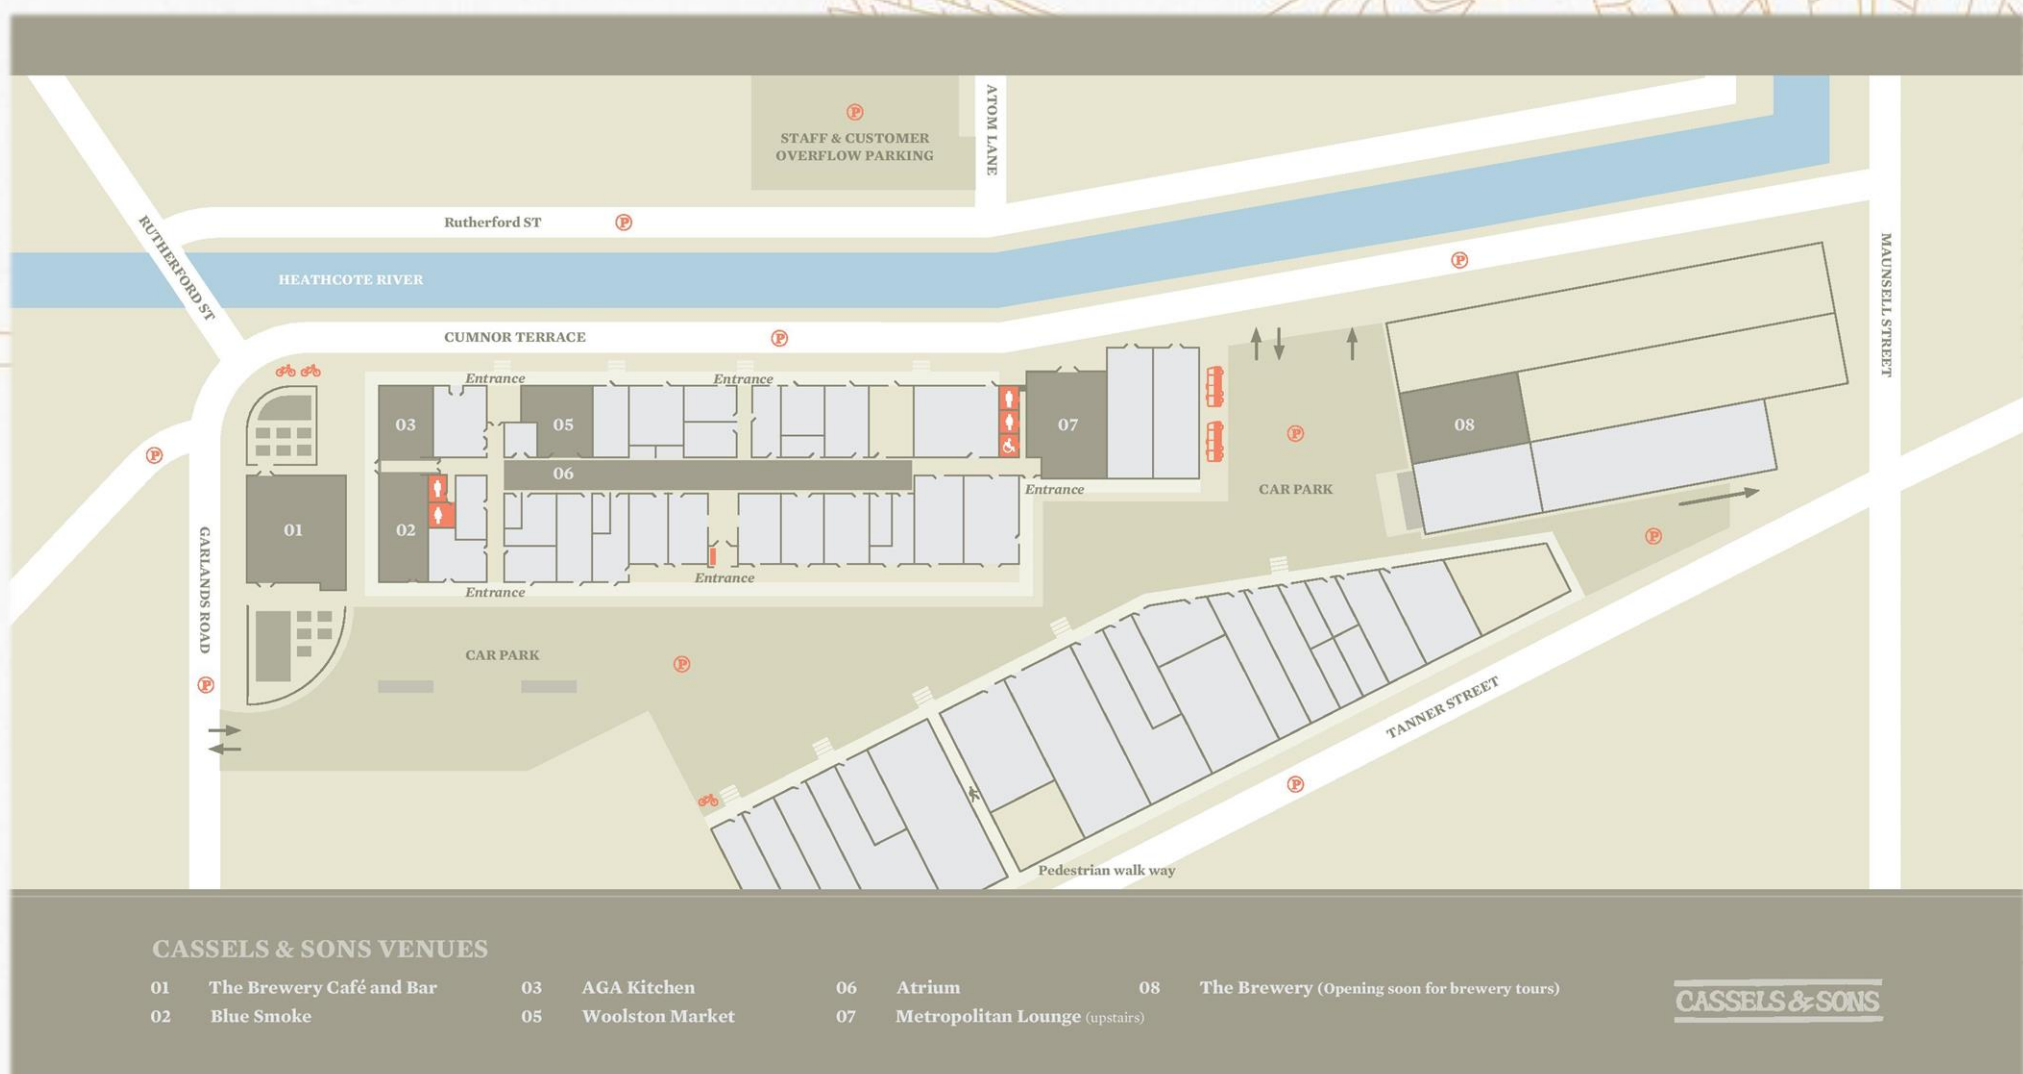 STAFF & CUSTOMER
OVERFLOW PARKING
P
ATOM LANE
RUTHERFORD ST
Rutherford ST
P
HEATHCOTE RIVER
CUMNOR TERRACE
P
P
MAUNSELL STREET
Entrance
Entrance
03
05
07
08
P
P
CAR PARK
06
Entrance
01
02
Entrance
Entrance
P
GARLANDS ROAD
P
CAR PARK
P
TANNER STREET
P
Pedestrian walk way
CASSELS & SONS VENUES
01 The Brewery Café and Bar
02 Blue Smoke
03 AGA Kitchen
05 Woolston Market
06 Atrium
07 Metropolitan Lounge (upstairs)
08 The Brewery (Opening soon for brewery tours)
CASSELS & SONS